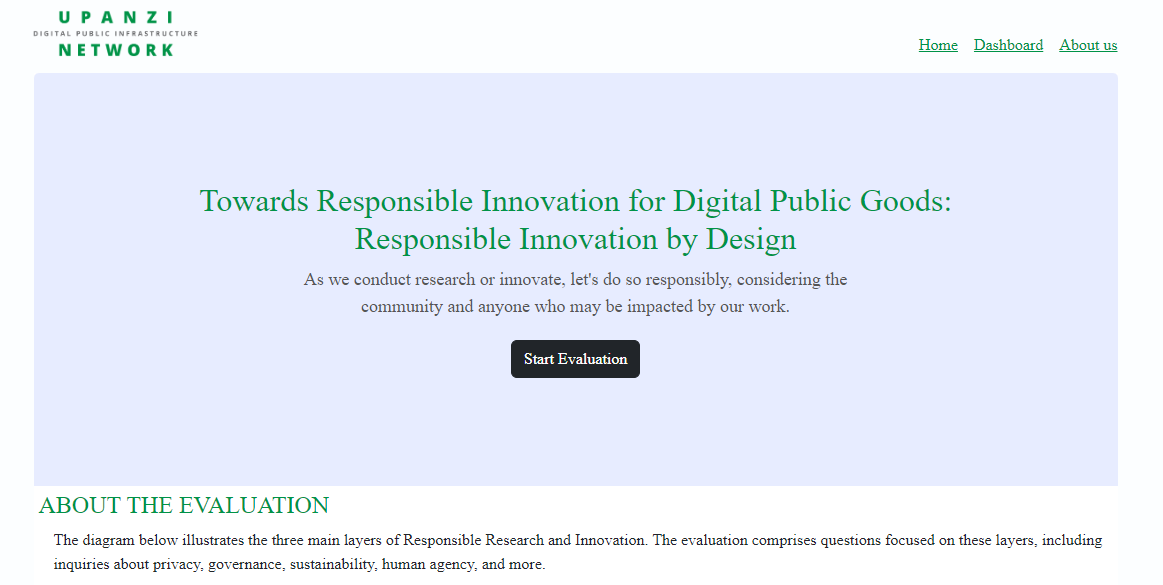 UPANZI
DIGITAL PUBLIC INFRASTRUCTURE
NETWORK
Home Dashboard About us
Towards Responsible Innovation for Digital Public Goods:
Responsible Innovation by Design
As we conduct research or innovate, let's do so responsibly, considering the
community and anyone who may be impacted by our work.
Start Evaluation
ABOUT THE EVALUATION
The diagram below illustrates the three main layers of Responsible Research and Innovation. The evaluation comprises questions focused on these layers, including
inquiries about privacy, governance, sustainability, human agency, and more.